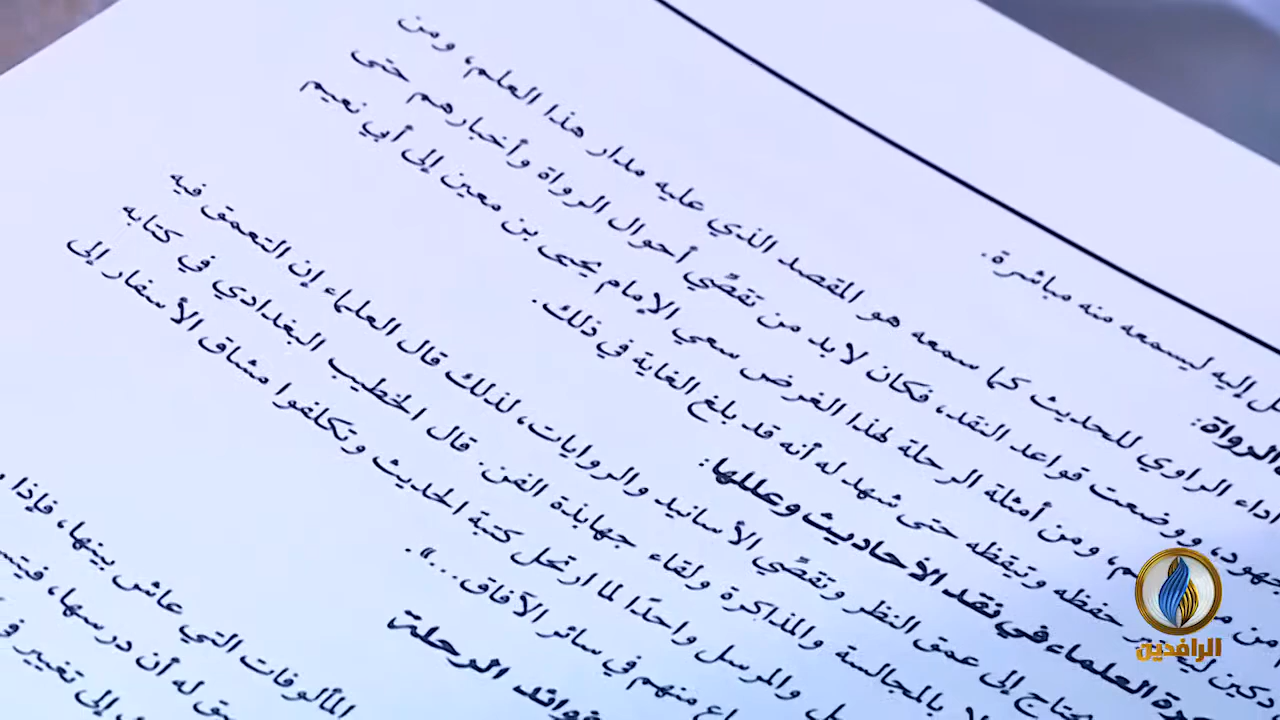 إليه ليسمعه منه مباشرة.
الرواة:
اداء الراوي للحديث كما سمعه هو المقصد الذي عليه مدار هذا العلم، ومن
جهود، ووضعت قواعد النقد، فكان لابد من تقصّي أحوال الرواة وأخبارهم حتى
من ومن أمثلة الرحلة لهذا الغرض سعي الإمام يحيى بن معين إلى أبي نعيم
دكين حفظه وتيقظه حتى شهد له أنه قد بلغ الغاية في ذلك.
العلماء في نقد الأحاديث وعللها:
يحتاج إلى عمق النظر وتقصّي الأسانيد والروايات، لذلك قال العلماء إن التعمق فيه
بالمجالسة والمذاكرة ولقاء جهابذة الفن. قال الخطيب البغدادي في كتابه
والمرسل واحدًا لما ارتحل كتبة الحديث وتكلفوا مشاق الأسفار إلى
منهم في سائر الآفاق...».
فوائد الرحلة
المألوفات التي عاش بينها، فإذا
له أن درسها،
إلى تغيير
الرافدين